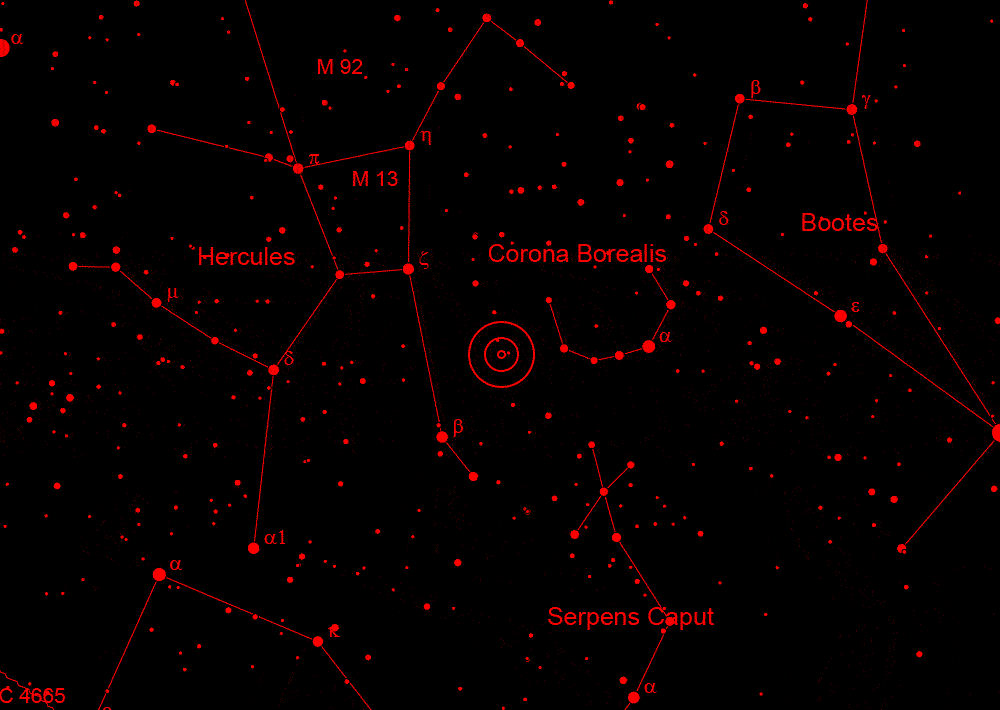 α
M 92
β
γ
η
π
M 13
δ
Bootes
Hercules
ζ
Corona Borealis
μ
ε
α
δ
β
α1
α
Serpens Caput
κ
α
C 4665